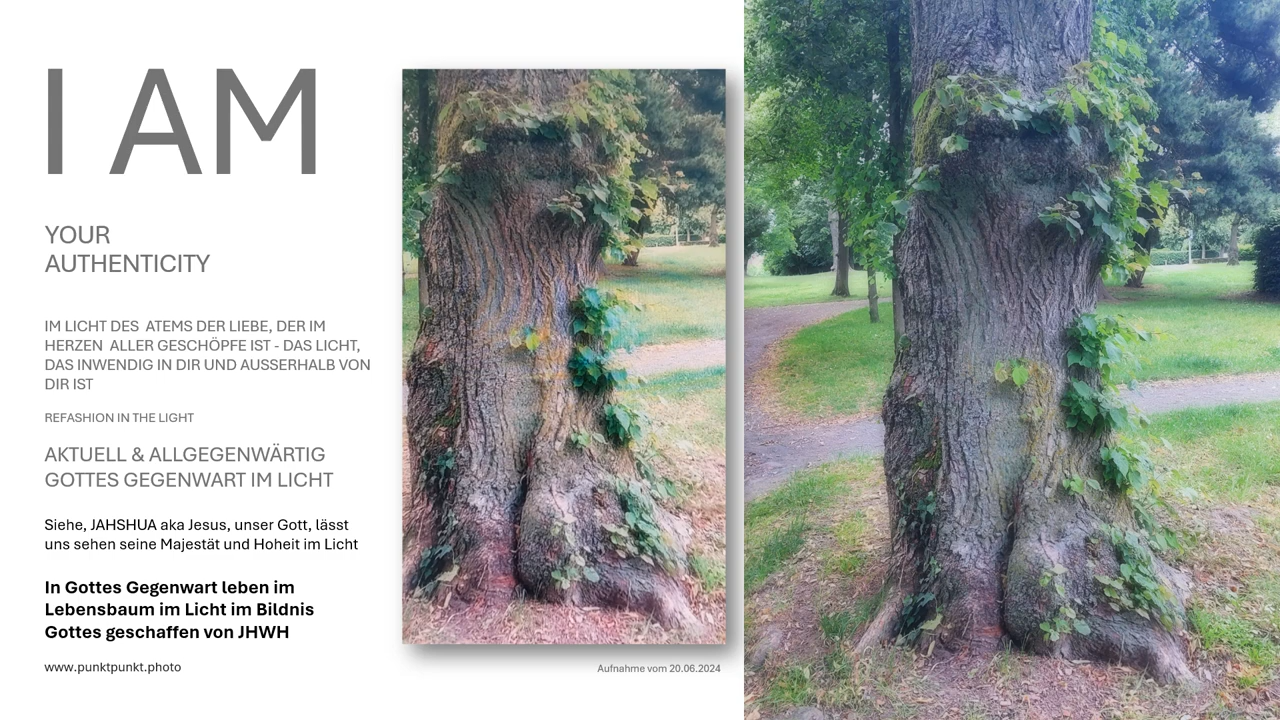 I AM
YOUR
AUTHENTICITY
IM LICHT DES  ATEMS DER LIEBE, DER IM
HERZEN  ALLER GESCHÖPFE IST - DAS LICHT,
DAS INWENDIG IN DIR UND AUSSERHALB VON
DIR IST
REFASHION IN THE LIGHT
AKTUELL & ALLGEGENWÄRTIG
GOTTES GEGENWART IM LICHT
Siehe, JAHSHUA aka Jesus, unser Gott, lässt
uns sehen seine Majestät und Hoheit im Licht
In Gottes Gegenwart leben im
Lebensbaum im Licht im Bildnis
Gottes geschaffen von JHWH
www.punktpunkt.photo
Aufnahme vom 20.06.2024